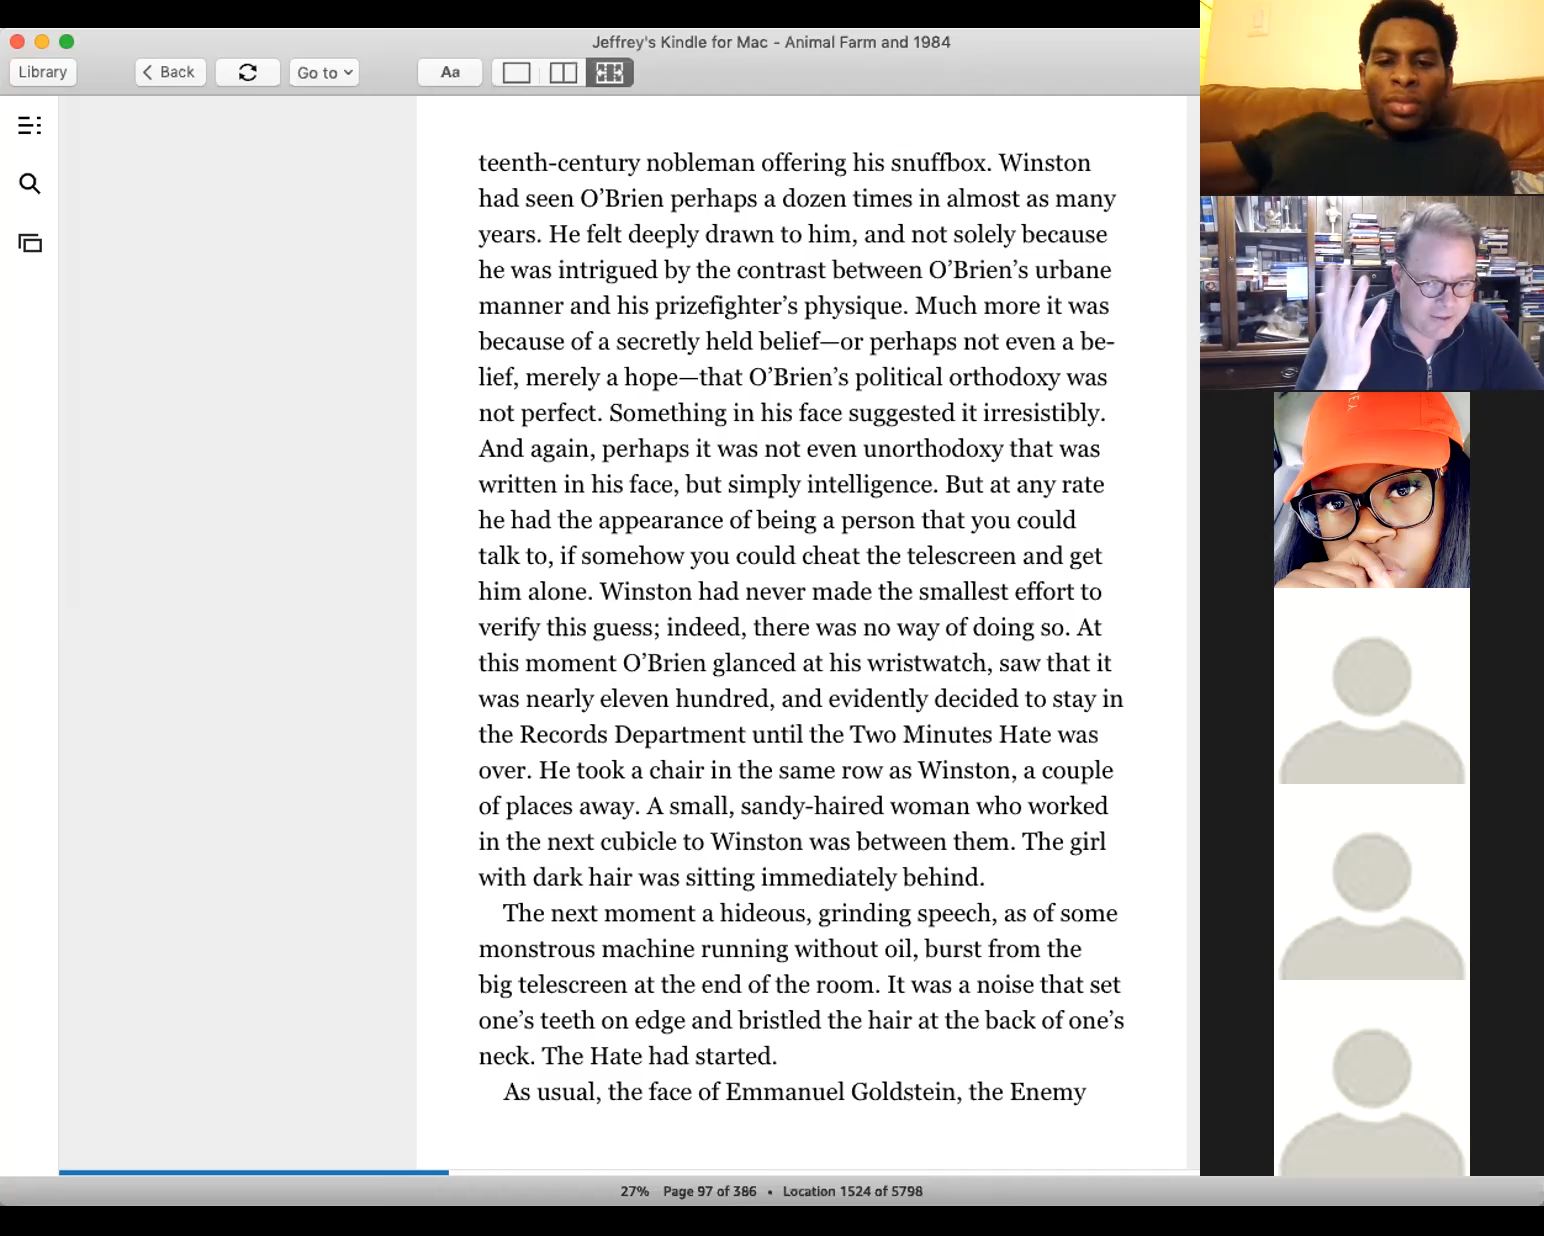 Jeffrey's Kindle for Mac - Animal Farm and 1984
Library
Back
Go to
Aa
teenth-century nobleman offering his snuffbox. Winston
had seen O’Brien perhaps a dozen times in almost as many
years. He felt deeply drawn to him, and not solely because
he was intrigued by the contrast between O’Brien’s urbane
manner and his prizefighter’s physique. Much more it was
because of a secretly held belief—or perhaps not even a be-
lief, merely a hope—that O’Brien’s political orthodoxy was
not perfect. Something in his face suggested it irresistibly.
And again, perhaps it was not even unorthodoxy that was
written in his face, but simply intelligence. But at any rate
he had the appearance of being a person that you could
talk to, if somehow you could cheat the telescreen and get
him alone. Winston had never made the smallest effort to
verify this guess; indeed, there was no way of doing so. At
this moment O’Brien glanced at his wristwatch, saw that it
was nearly eleven hundred, and evidently decided to stay in
the Records Department until the Two Minutes Hate was
over. He took a chair in the same row as Winston, a couple
of places away. A small, sandy-haired woman who worked
in the next cubicle to Winston was between them. The girl
with dark hair was sitting immediately behind.
The next moment a hideous, grinding speech, as of some
monstrous machine running without oil, burst from the
big telescreen at the end of the room. It was a noise that set
one’s teeth on edge and bristled the hair at the back of one’s
neck. The Hate had started.
As usual, the face of Emmanuel Goldstein, the Enemy
27% Page 97 of 386 • Location 1524 of 5798